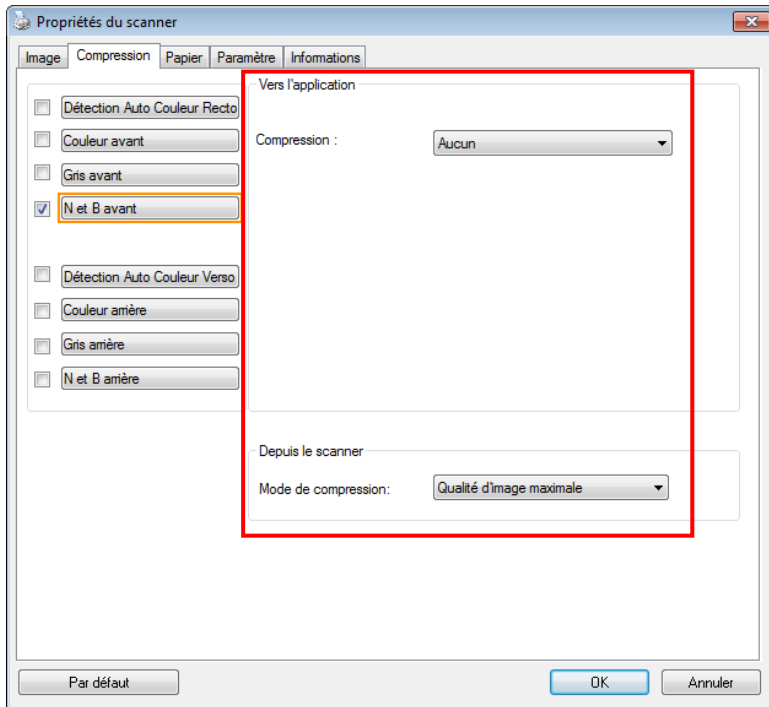 Propriétés du scanner
Image Compression Papier Paramètre Informations
Détection Auto Couleur Recto
Couleur avant
Gris avant
N et B avant
Détection Auto Couleur Verso
Couleur arrière
Gris arrière
N et B arrière
Vers l'application
Compression : Aucun
Depuis le scanner
Mode de compression: Qualité d'image maximale
Par défaut OK Annuler